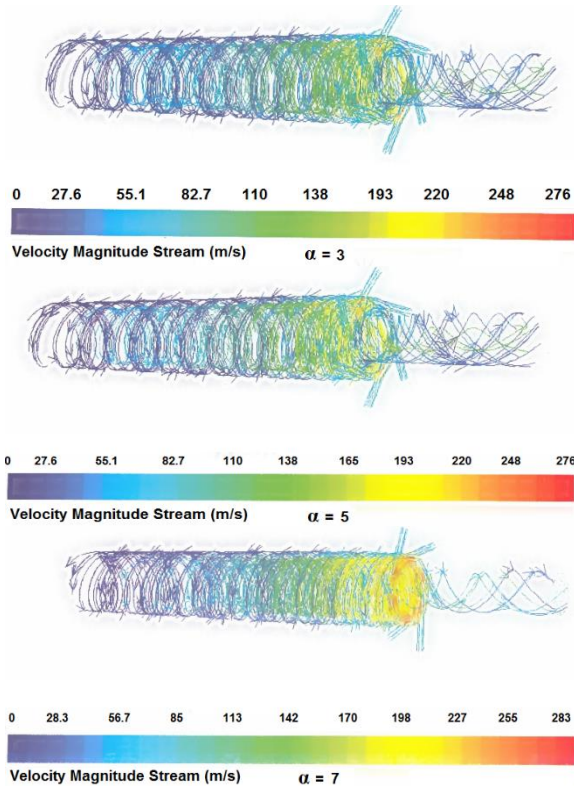 0 27.6 55.1 82.7 110 138 193 220 248 276
Velocity Magnitude Stream (m/s) α = 3
0 27.6 55.1 82.7 110 138 165 193 220 248 276
Velocity Magnitude Stream (m/s) α = 5
0 28.3 56.7 85 113 142 170 198 227 255 283
Velocity Magnitude Stream (m/s) α = 7